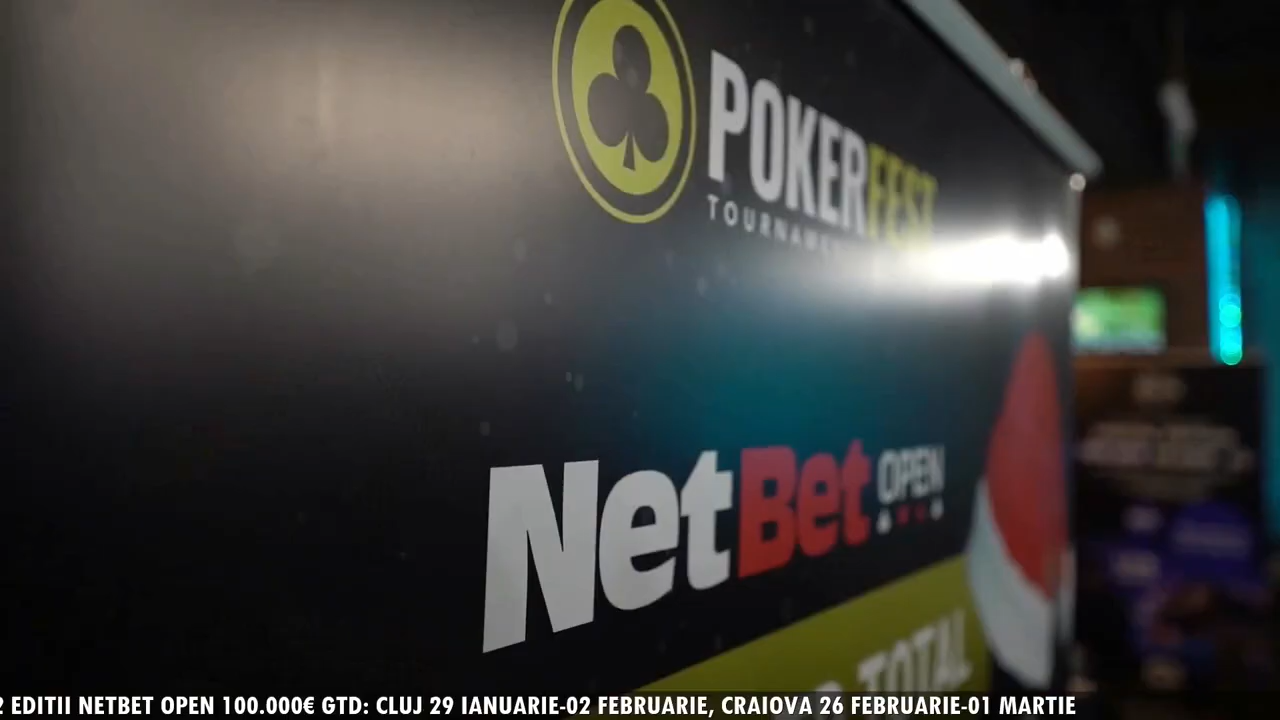 POKERFEST
NetBet OPEN
TOTAL
EDITII NETBET OPEN 100.000€ GTD: CLUJ 29 IANUARIE-02 FEBRUARIE, CRAIOVA 26 FEBRUARIE-01 MARTIE